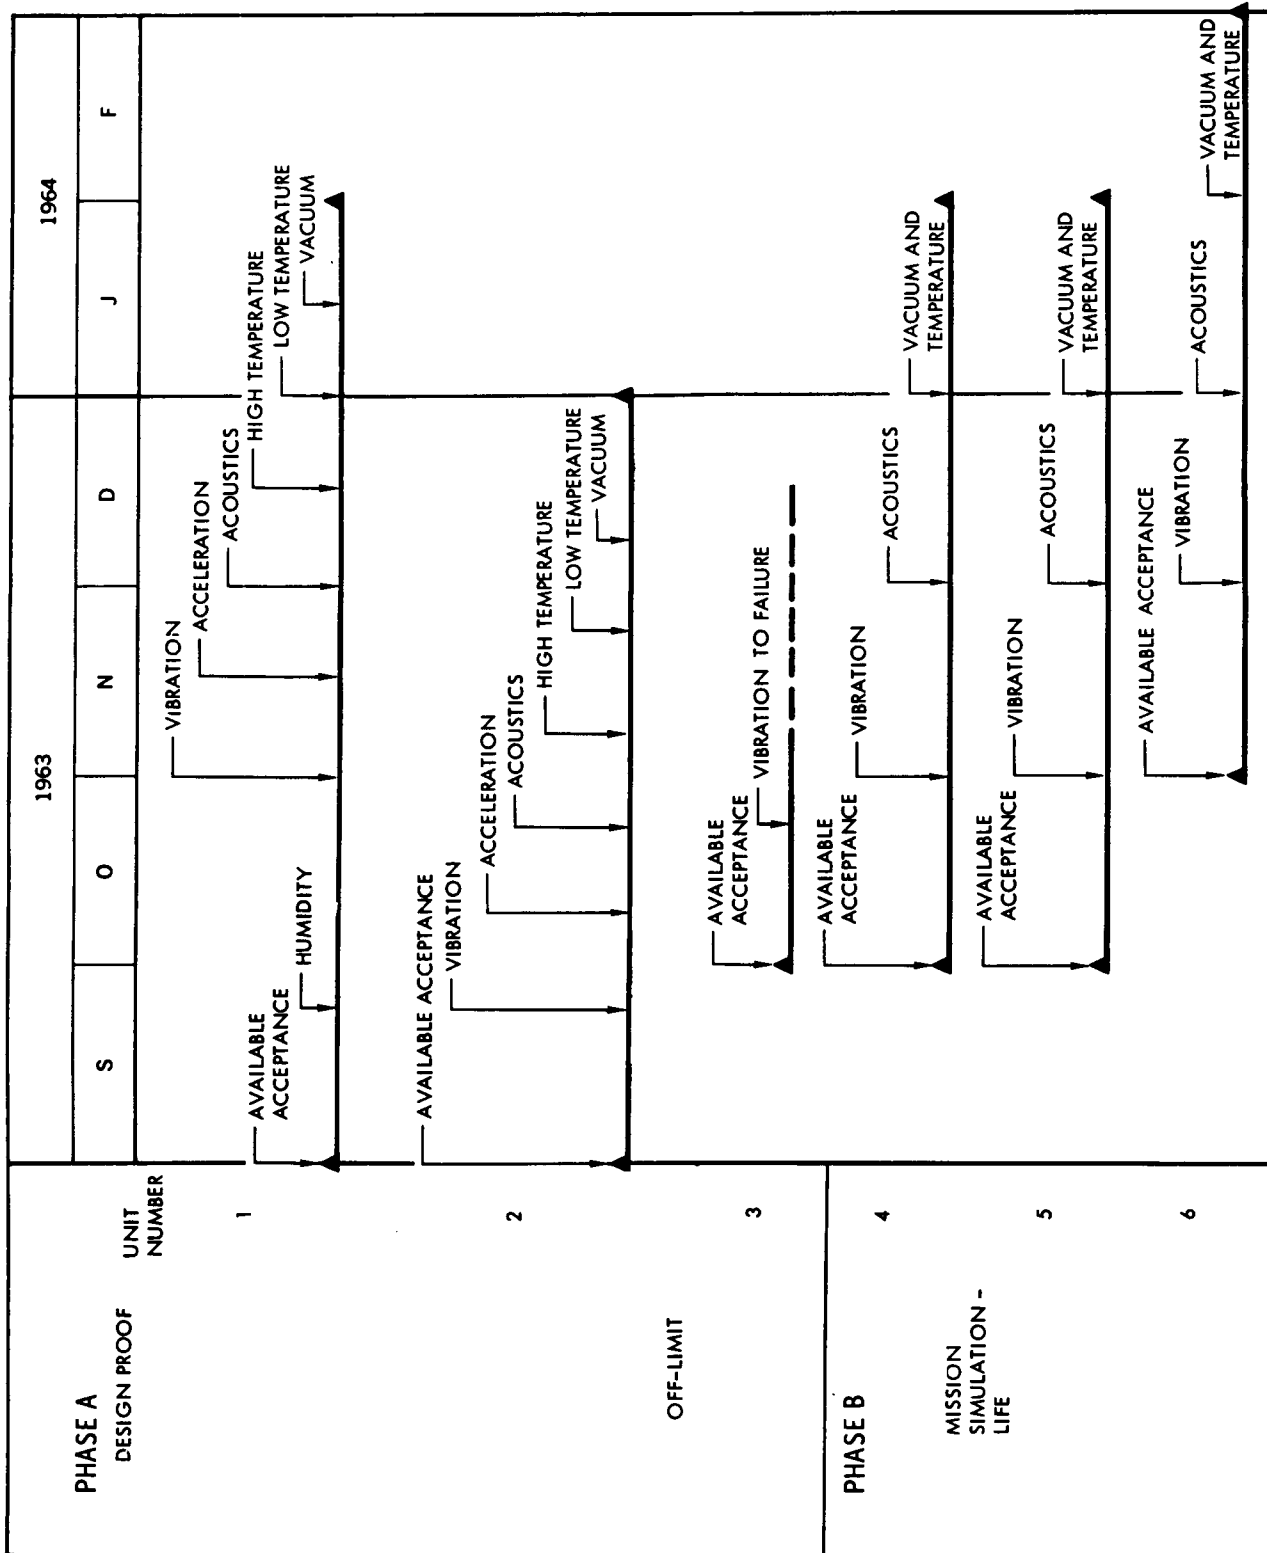 1963
1964
S
O
N
D
J
F
PHASE A
DESIGN PROOF
UNIT
NUMBER
1
VIBRATION
ACCELERATION
ACOUSTICS
HIGH TEMPERATURE
LOW TEMPERATURE
VACUUM
AVAILABLE
ACCEPTANCE
HUMIDITY
2
AVAILABLE ACCEPTANCE
VIBRATION
ACCELERATION
ACOUSTICS
HIGH TEMPERATURE
LOW TEMPERATURE
VACUUM
OFF-LIMIT
3
AVAILABLE
ACCEPTANCE
VIBRATION TO FAILURE
PHASE B
MISSION
SIMULATION -
LIFE
4
AVAILABLE
ACCEPTANCE
VIBRATION
ACOUSTICS
VACUUM AND
TEMPERATURE
5
AVAILABLE
ACCEPTANCE
VIBRATION
ACOUSTICS
VACUUM AND
TEMPERATURE
6
AVAILABLE ACCEPTANCE
VIBRATION
ACOUSTICS
VACUUM AND
TEMPERATURE